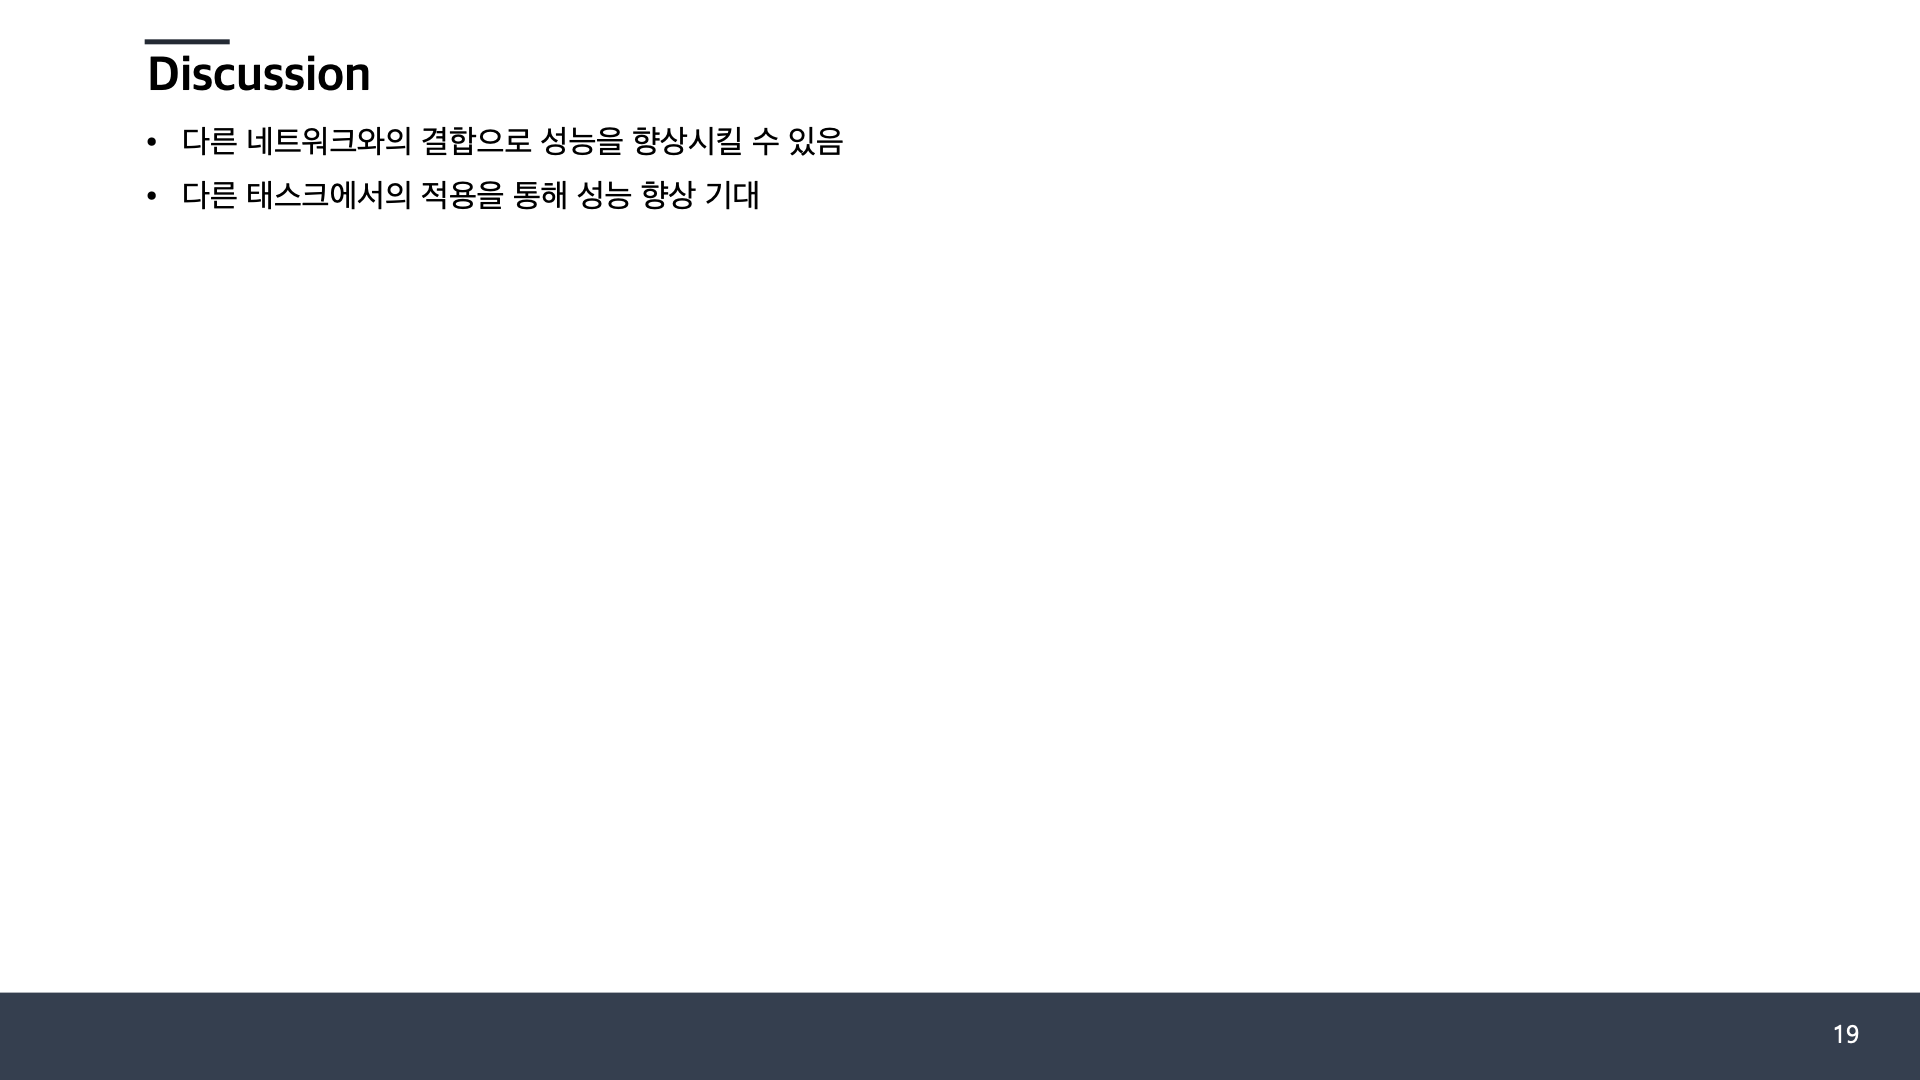 Discussion
• 다른 네트워크와의 결합으로 성능을 향상시킬 수 있음
• 다른 태스크에서의 적용을 통해 성능 향상 기대
19